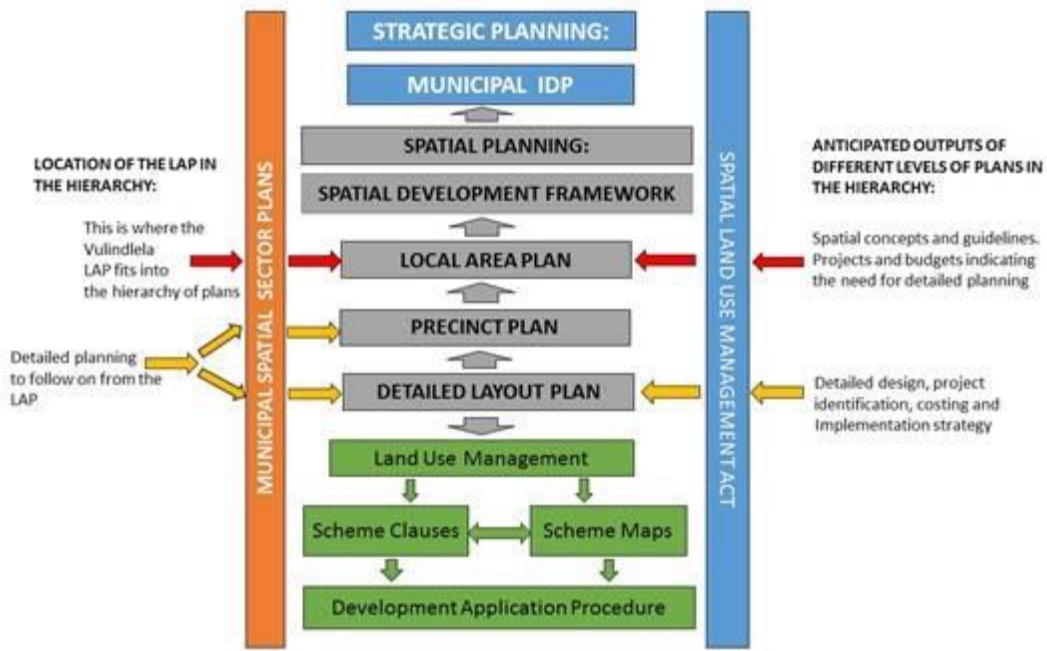 STRATEGIC PLANNING:
MUNICIPAL IDP
SPATIAL PLANNING:
SPATIAL DEVELOPMENT FRAMEWORK
LOCAL AREA PLAN
PRECINCT PLAN
DETAILED LAYOUT PLAN
Land Use Management
Scheme Clauses
Scheme Maps
Development Application Procedure
MUNICIPAL SPATIAL SECTOR PLANS
SPATIAL LAND USE MANAGEMENT ACT
LOCATION OF THE LAP IN
THE HIERARCHY:
This is where the
Vulindlela
LAP fits into
the hierarchy of plans
Detailed planning
to follow on from the
LAP
ANTICIPATED OUTPUTS OF
DIFFERENT LEVELS OF PLANS IN
THE HIERARCHY:
Spatial concepts and guidelines.
Projects and budgets indicating
the need for detailed planning
Detailed design, project
identification, costing and
Implementation strategy